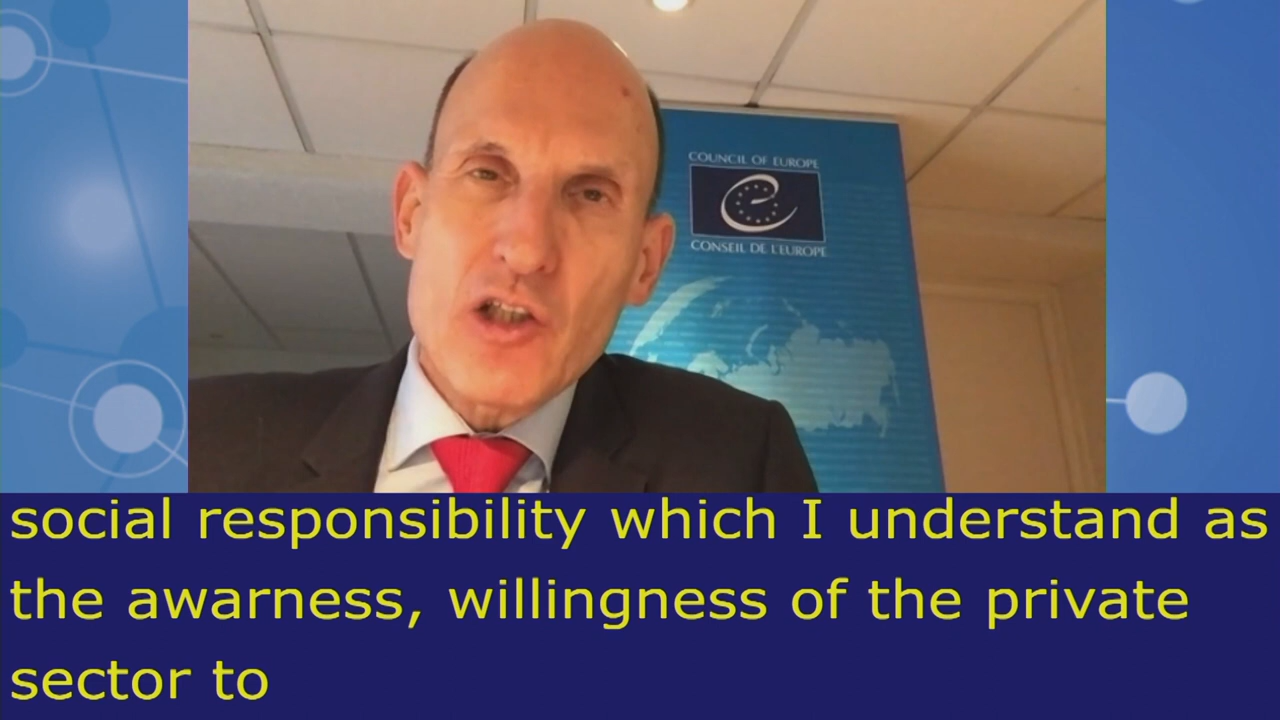 COUNCIL OF EUROPE
CONSEIL DE L'EUROPE
social responsibility which I understand as
the awarness, willingness of the private
sector to